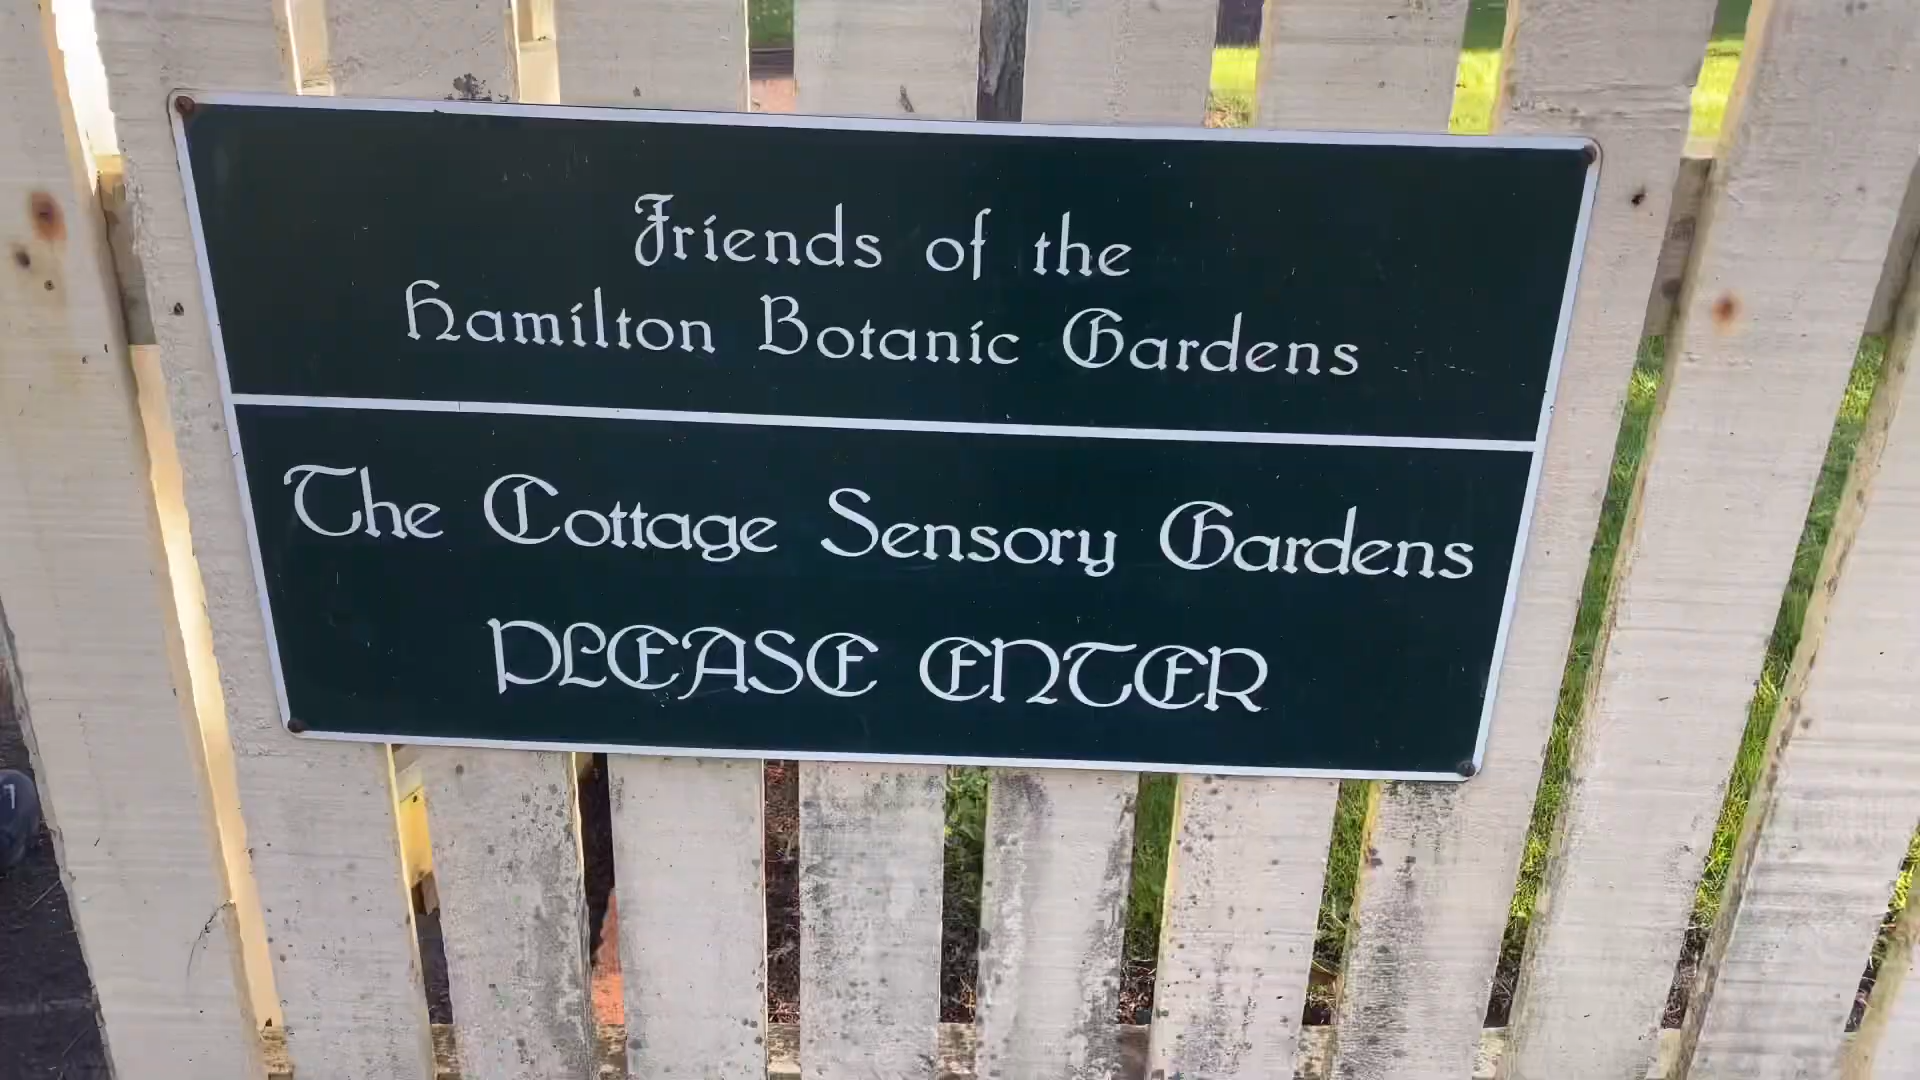 Friends of the
Hamilton Botanic Gardens
The Cottage Sensory Gardens
PLEASE ENTER